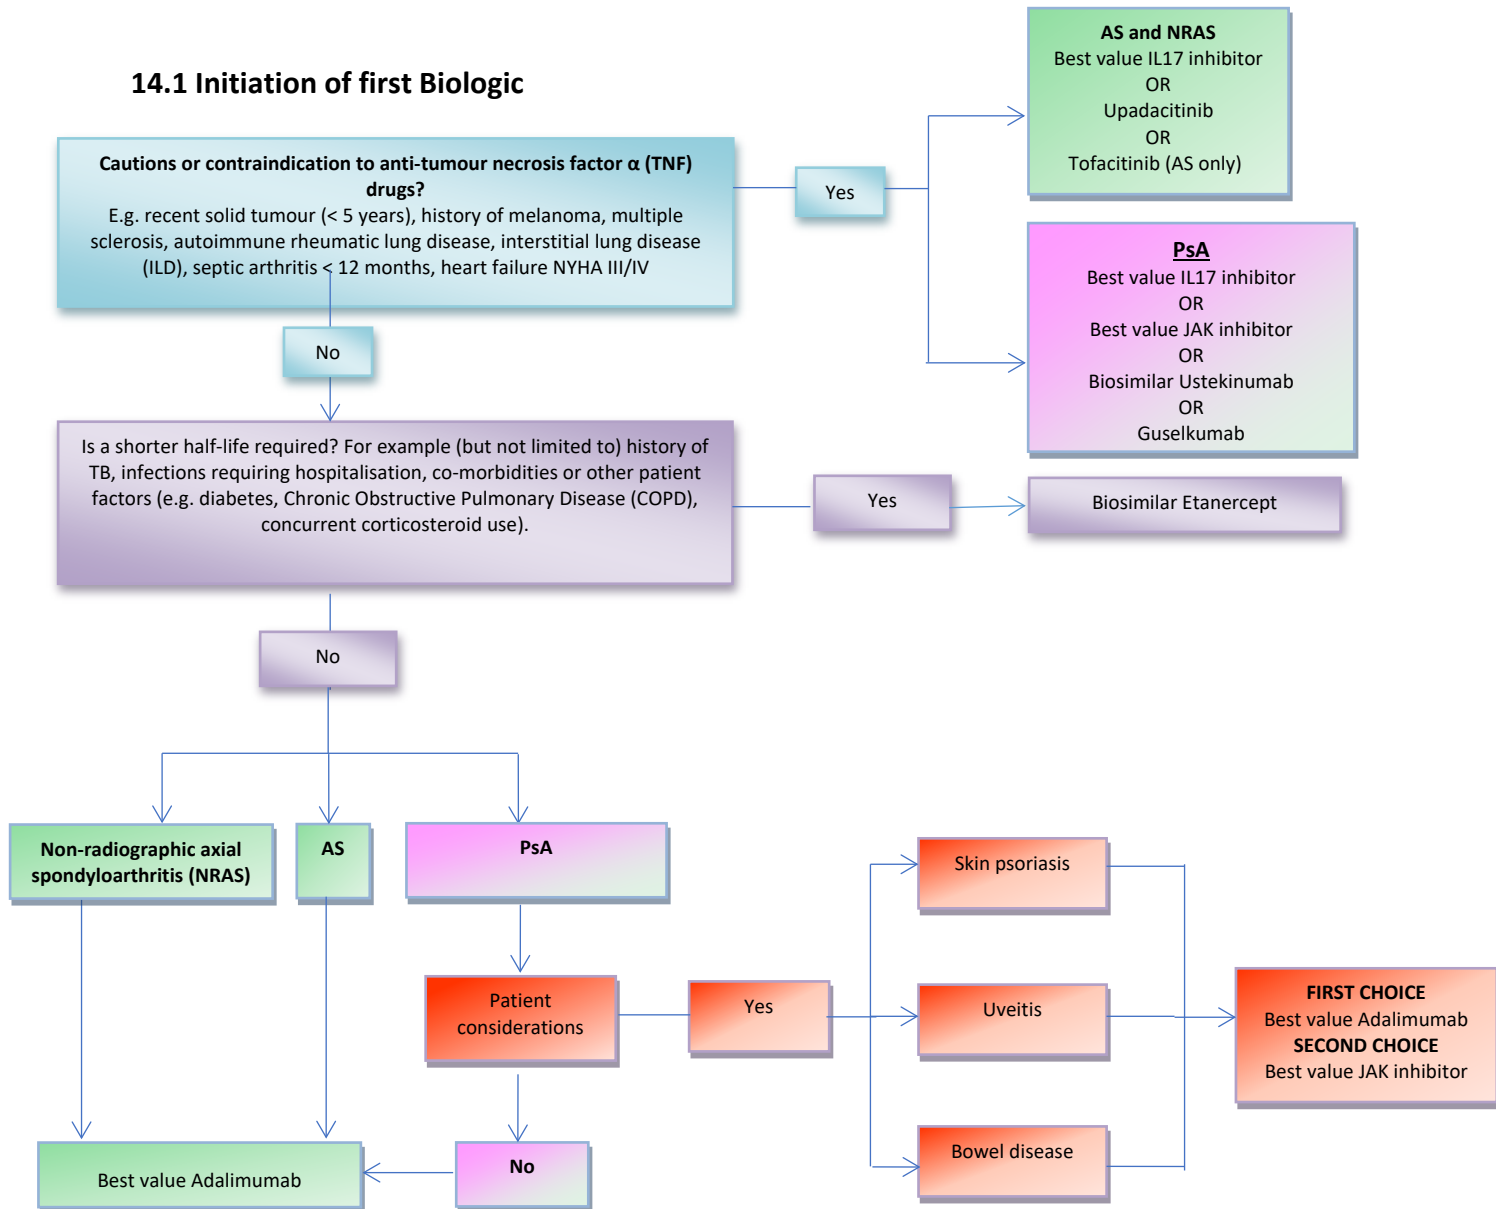 14.1 Initiation of first Biologic
Cautions or contraindication to anti-tumour necrosis factor α (TNF)
drugs?
E.g. recent solid tumour (< 5 years), history of melanoma, multiple
sclerosis, autoimmune rheumatic lung disease, interstitial lung disease
(ILD), septic arthritis < 12 months, heart failure NYHA III/IV
Yes
AS and NRAS
Best value IL17 inhibitor
OR
Upadacitinib
OR
Tofacitinib (AS only)
PsA
Best value IL17 inhibitor
OR
Best value JAK inhibitor
OR
Biosimilar Ustekinumab
OR
Guselkumab
No
Is a shorter half-life required? For example (but not limited to) history of
TB, infections requiring hospitalisation, co-morbidities or other patient
factors (e.g. diabetes, Chronic Obstructive Pulmonary Disease (COPD),
concurrent corticosteroid use).
Yes
Biosimilar Etanercept
No
Non-radiographic axial
spondyloarthritis (NRAS)
AS
PsA
Patient
considerations
Yes
Skin psoriasis
Uveitis
Bowel disease
FIRST CHOICE
Best value Adalimumab
SECOND CHOICE
Best value JAK inhibitor
No
Best value Adalimumab